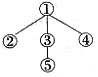 ①
② ③ ④
⑤